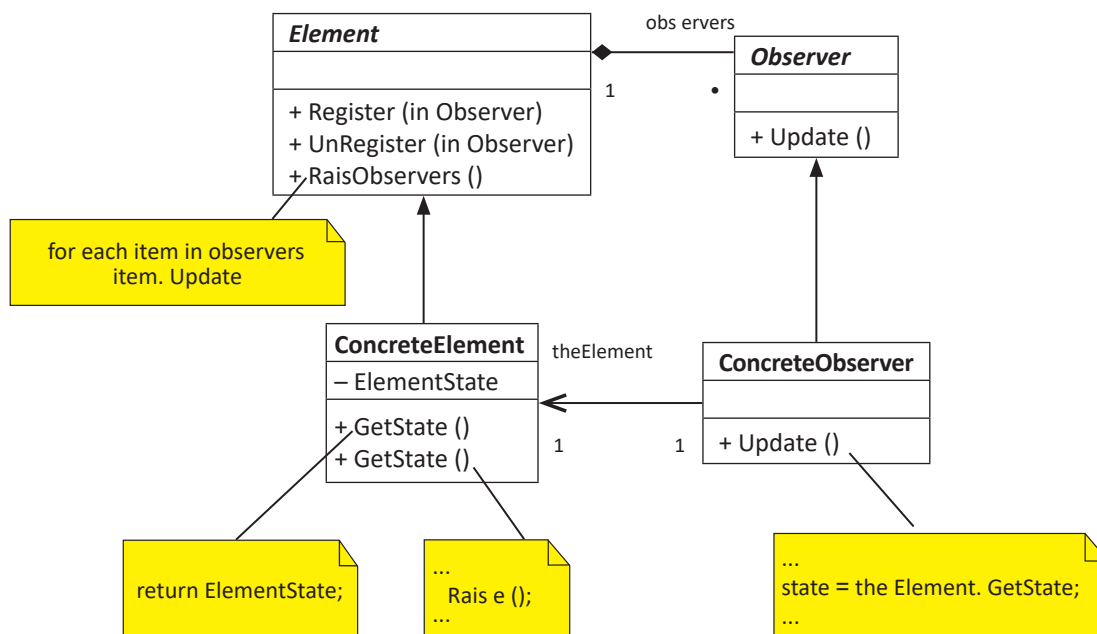 Element
obs ervers
Observer
1
•
+ Register (in Observer)
+ UnRegister (in Observer)
+ RaisObservers ()
+ Update ()
for each item in observers
item. Update
ConcreteElement
theElement
ConcreteObserver
– ElementState
+ GetState ()
+ GetState ()
1
1
+ Update ()
return ElementState;
...
Rais e ();
...
...
state = the Element. GetState;
...